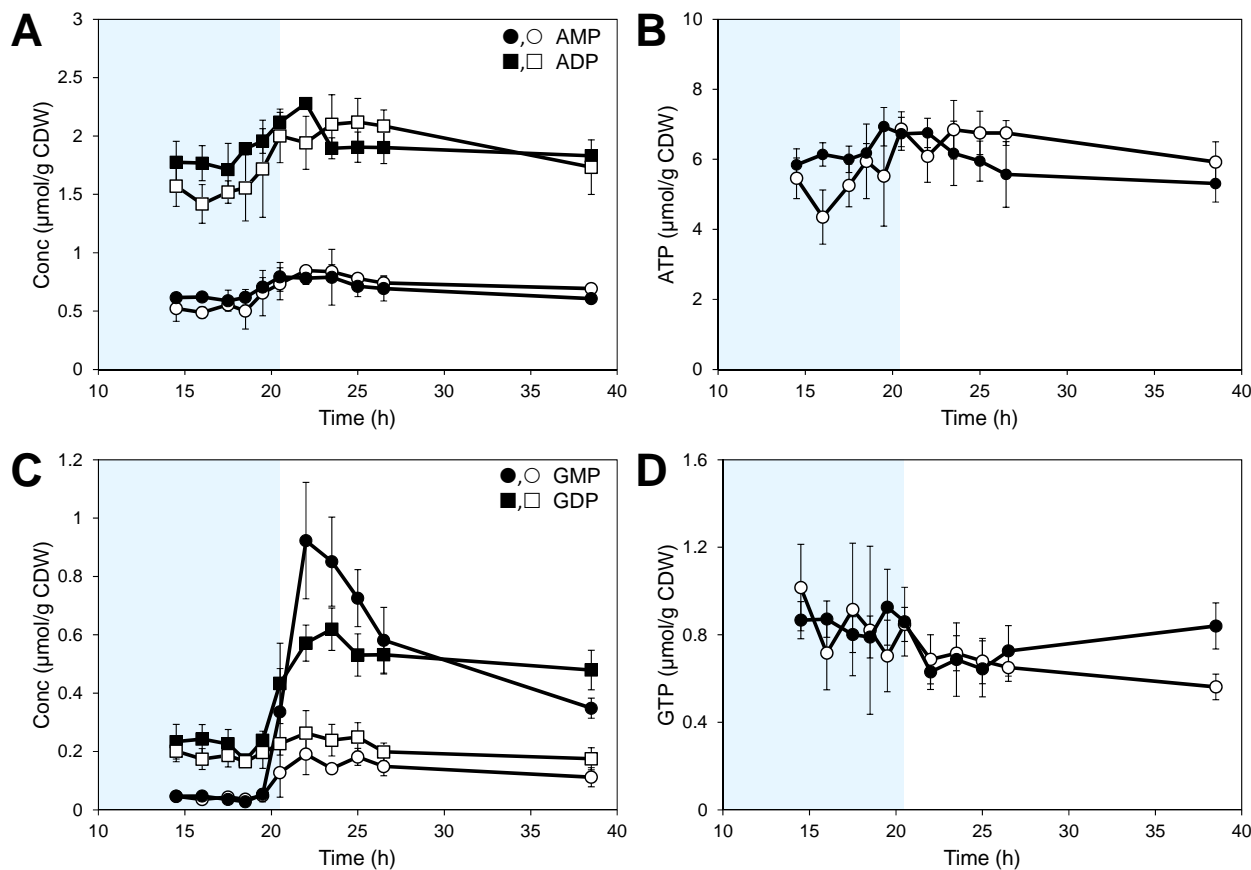 A
3
2.5
2
1.5
1
0.5
0
Conc (µmol/g CDW)
10 15 20 25 30 35 40
Time (h)
, AMP
, ADP
B
10
8
6
4
2
0
ATP (µmol/g CDW)
10 15 20 25 30 35 40
Time (h)
C
1.2
1
0.8
0.6
0.4
0.2
0
Conc (µmol/g CDW)
10 15 20 25 30 35 40
Time (h)
, GMP
, GDP
D
1.6
1.2
0.8
0.4
0
GTP (µmol/g CDW)
10 15 20 25 30 35 40
Time (h)